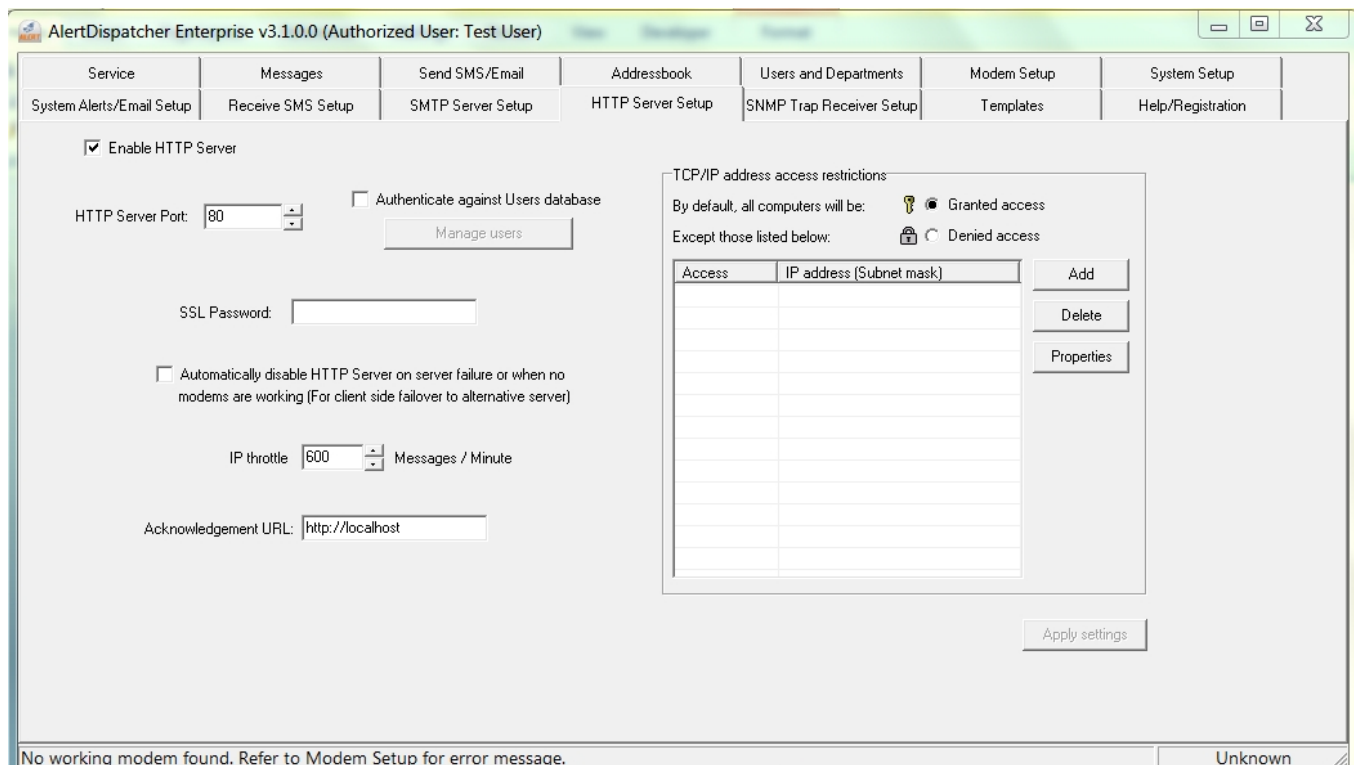 AlertDispatcher Enterprise v3.1.0.0 (Authorized User: Test User)
View Developer Format
Service Messages Send SMS/Email Addressbook Users and Departments Modem Setup System Setup
System Alerts/Email Setup Receive SMS Setup SMTP Server Setup HTTP Server Setup SNMP Trap Receiver Setup Templates Help/Registration
Enable HTTP Server
HTTP Server Port: 80
Authenticate against Users database
Manage users
SSL Password:
Automatically disable HTTP Server on server failure or when no
modems are working (For client side failover to alternative server)
IP throttle 600 Messages / Minute
Acknowledgement URL: http://localhost
TCP/IP address access restrictions
By default, all computers will be: Granted access
Except those listed below: Denied access
Access IP address (Subnet mask)
Add
Delete
Properties
Apply settings
No working modem found. Refer to Modem Setup for error message. Unknown